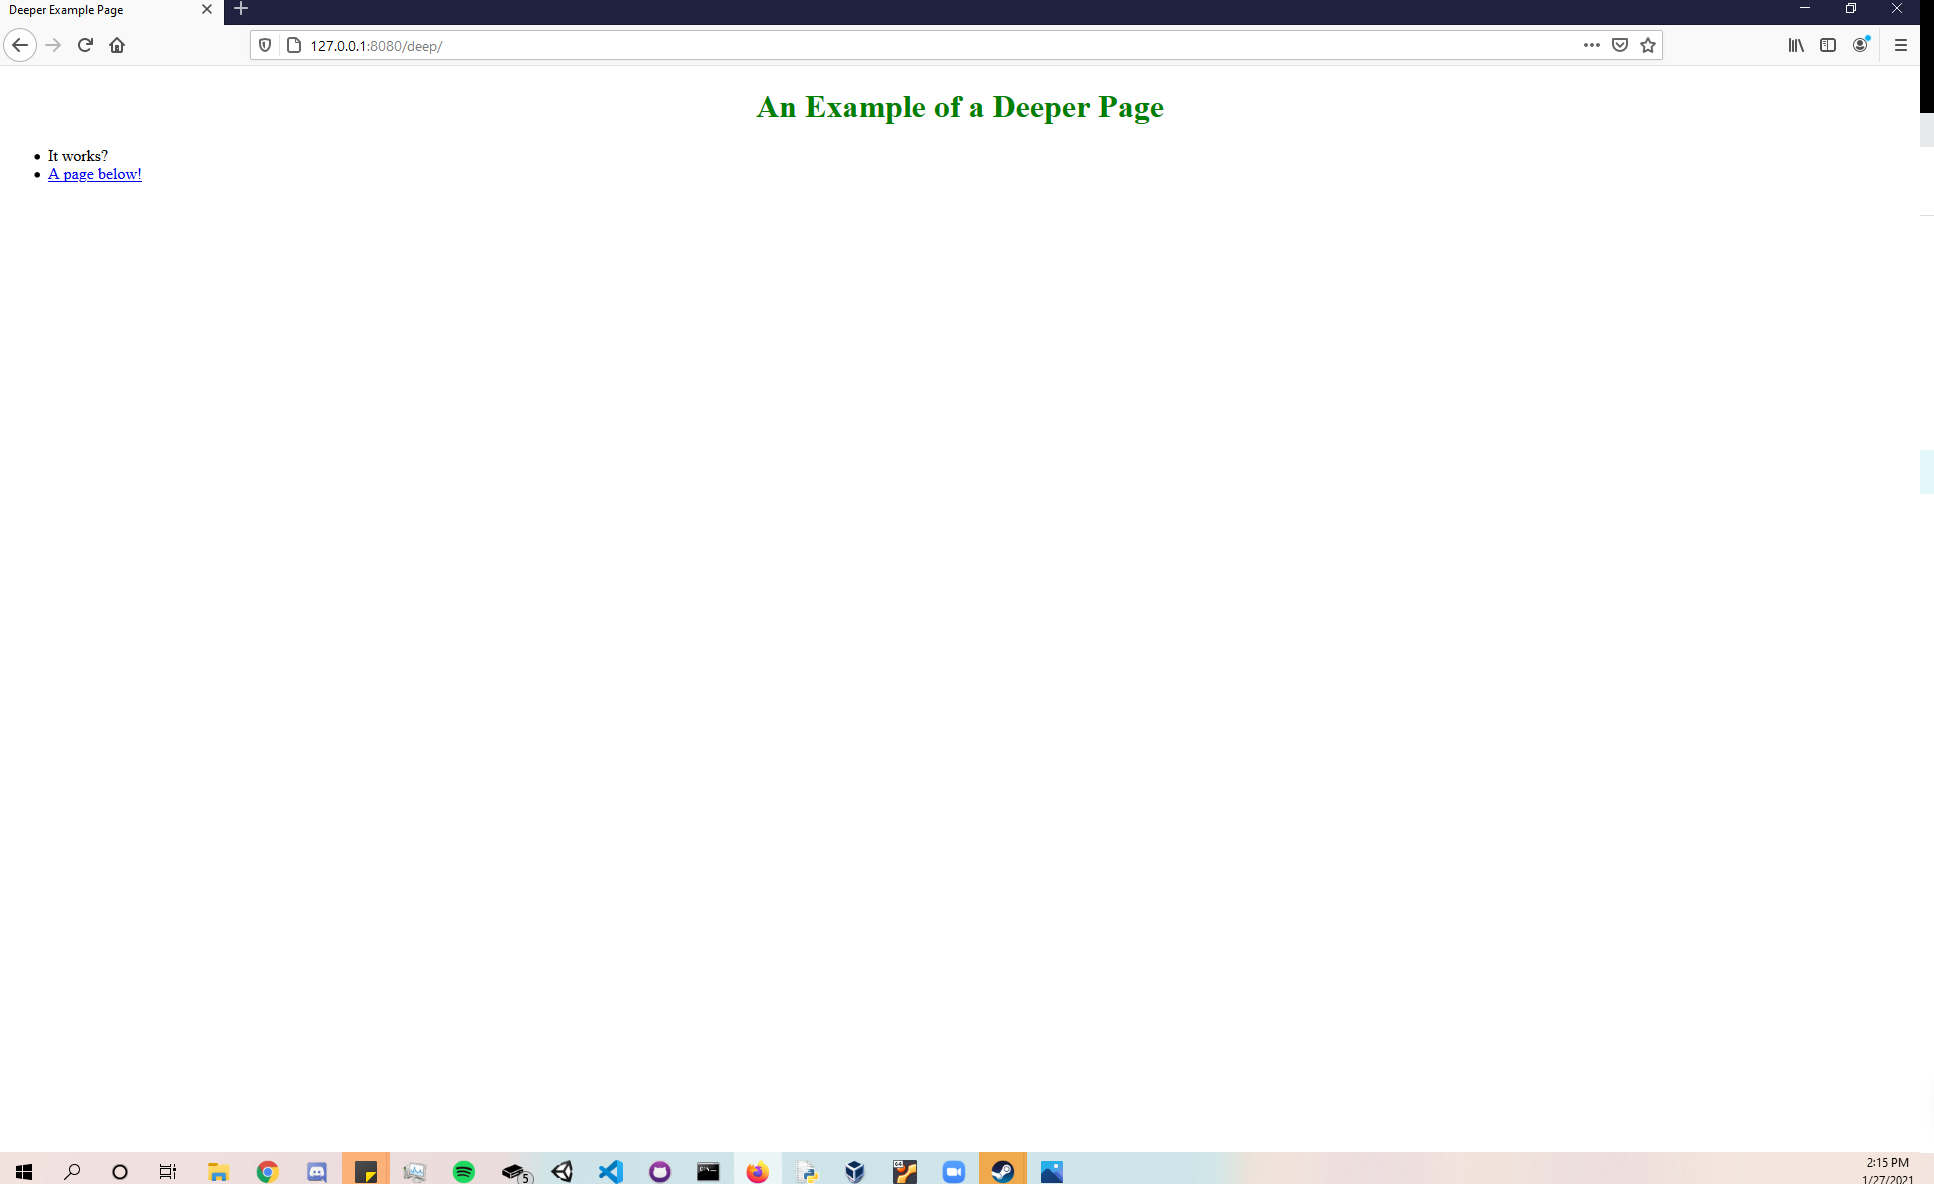 Deeper Example Page
127.0.0.1:8080/deep/
An Example of a Deeper Page
It works?
A page below!
5
2:15 PM
1/27/2021